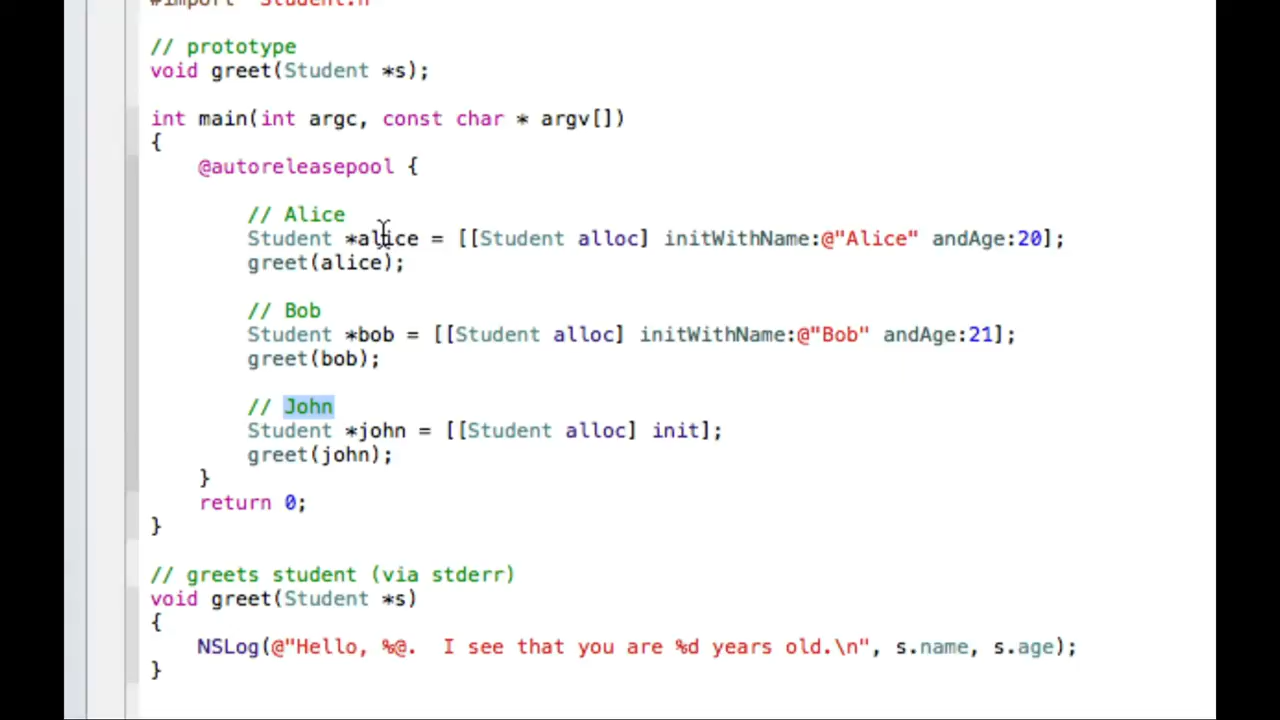 #import "Student.h"
// prototype
void greet(Student *s);
int main(int argc, const char * argv[])
{
@autoreleasepool {
// Alice
Student *alice = [[Student alloc] initWithName:@"Alice" andAge:20];
greet(alice);
// Bob
Student *bob = [[Student alloc] initWithName:@"Bob" andAge:21];
greet(bob);
// John
Student *john = [[Student alloc] init];
greet(john);
}
return 0;
}
// greets student (via stderr)
void greet(Student *s)
{
NSLog(@"Hello, %@.  I see that you are %d years old.\n", s.name, s.age);
}